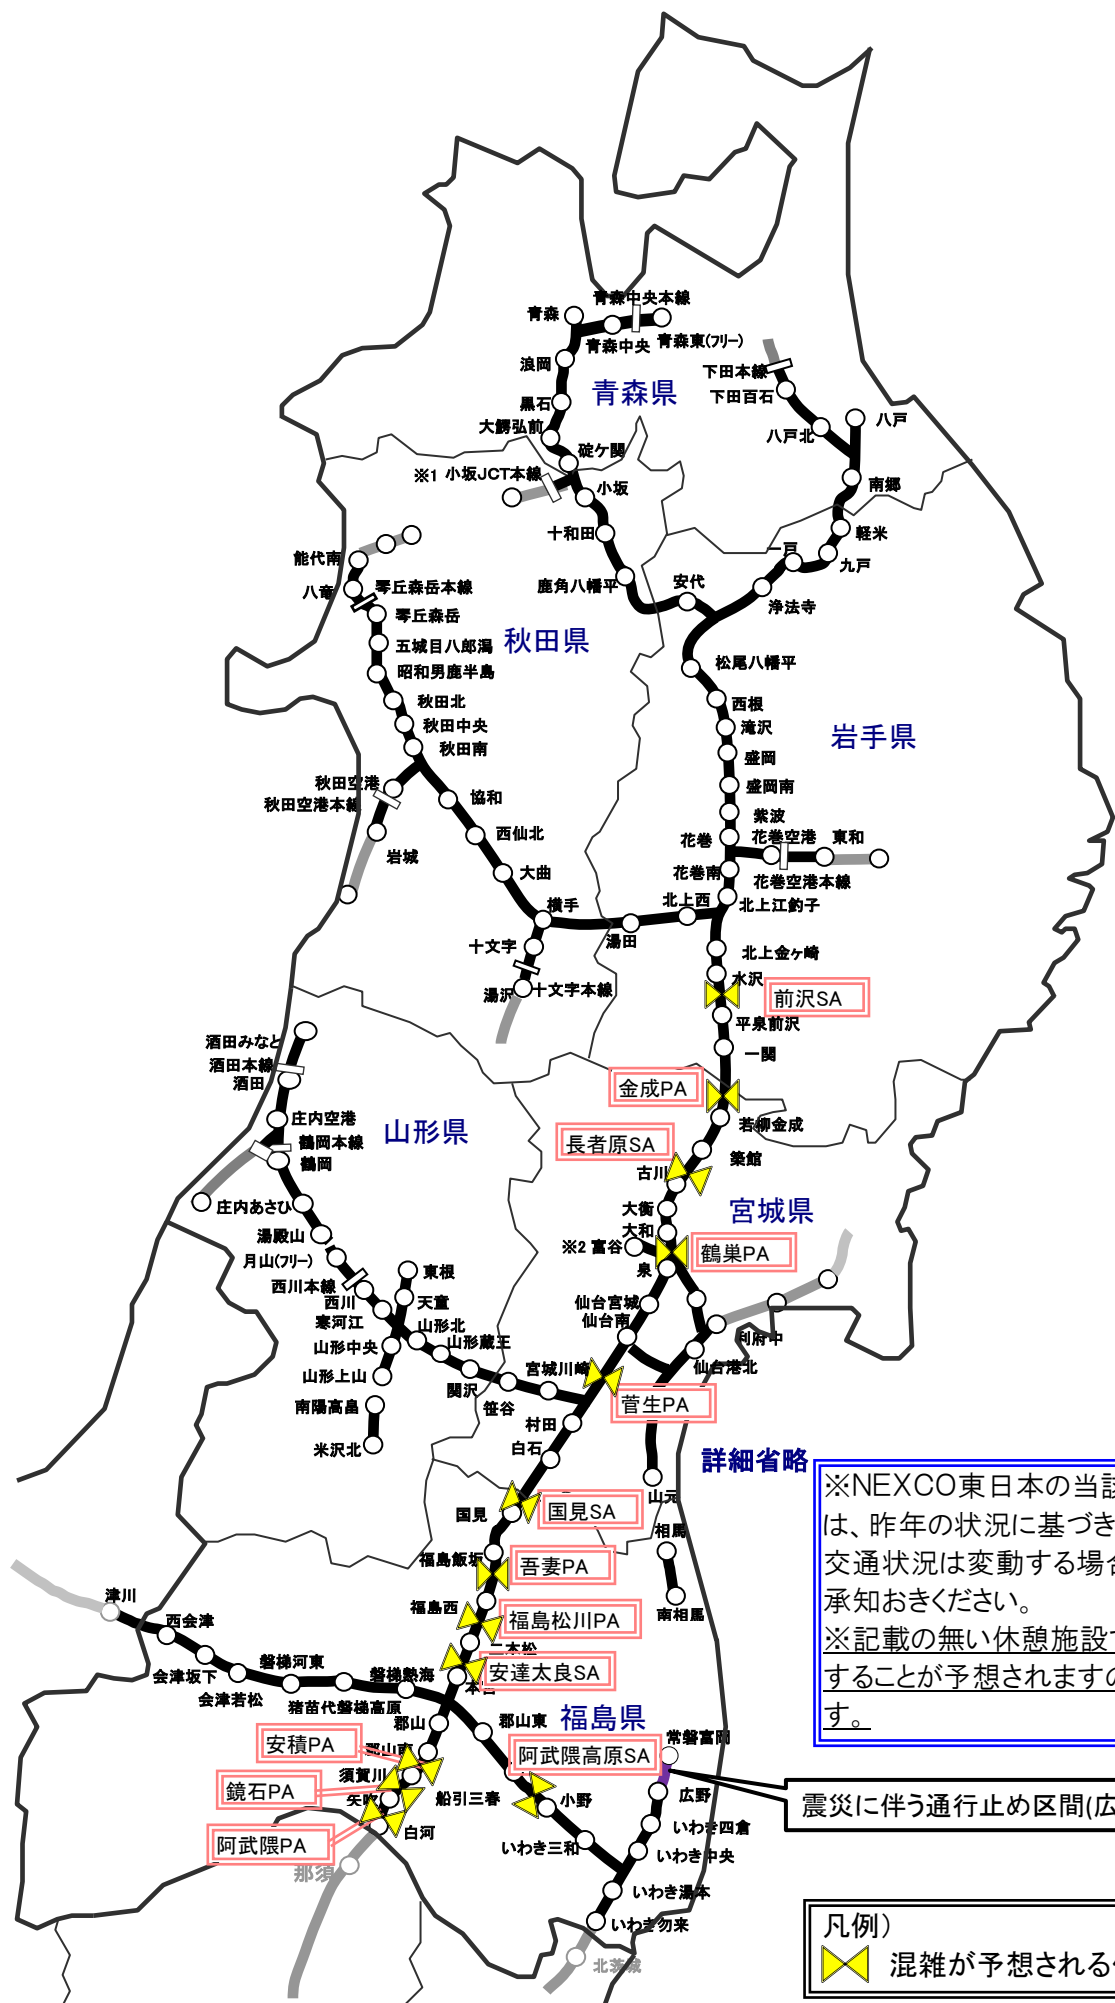 青森中央本線
青森
青森中央
青森東(フリー)
浪岡
下田本線
青森県
下田百石
黒石
八戸
大鰐弘前
八戸北
碇ケ関
※1 小坂JCT本線
小坂
南郷
十和田
軽米
一戸
九戸
能代南
鹿角八幡平
安代
八竜
琴丘森岳本線
浄法寺
琴丘森岳
秋田県
五城目八郎潟
昭和男鹿半島
松尾八幡平
秋田北
西根
秋田中央
滝沢
岩手県
秋田南
盛岡
秋田空港
盛岡南
秋田空港本線
協和
紫波
西仙北
花巻
花巻空港
東和
岩城
大曲
花巻南
花巻空港本線
横手
北上西
北上江釣子
十文字
湯田
北上金ヶ崎
水沢
湯沢
十文字本線
前沢SA
平泉前沢
酒田みなと
一関
酒田本線
酒田
金成PA
庄内空港
山形県
若柳金成
鶴岡本線
長者原SA
築館
鶴岡
古川
庄内あさひ
大衡
宮城県
大和
湯殿山
※2 富谷
鶴巣PA
月山(フリー)
泉
東根
西川本線
西川
天童
仙台宮城
寒河江
山形北
仙台南
利府中
山形中央
山形蔵王
宮城川崎
仙台港北
山形上山
関沢
笹谷
菅生PA
南陽高畠
村田
米沢北
白石
詳細省略
山元
※NEXCO東日本の当該
国見
国見SA
は、昨年の状況に基づき
相馬
交通状況は変動する場合
福島飯坂
吾妻PA
承知おきください。
津川
福島西
福島松川PA
南相馬
※記載の無い休憩施設で
西会津
二本松
会津坂下
磐梯河東
磐梯熱海
安達太良SA
することが予想されますの
会津若松
猪苗代磐梯高原
本宮
す。
郡山
郡山東
福島県
安積PA
郡山南
阿武隈高原SA
常磐富岡
須賀川
鏡石PA
矢吹
船引三春
小野
広野
震災に伴う通行止め区間(広
阿武隈PA
白河
いわき三和
いわき四倉
いわき中央
那須
いわき湯本
いわき勿来
凡例)
北茨城
混雑が予想される